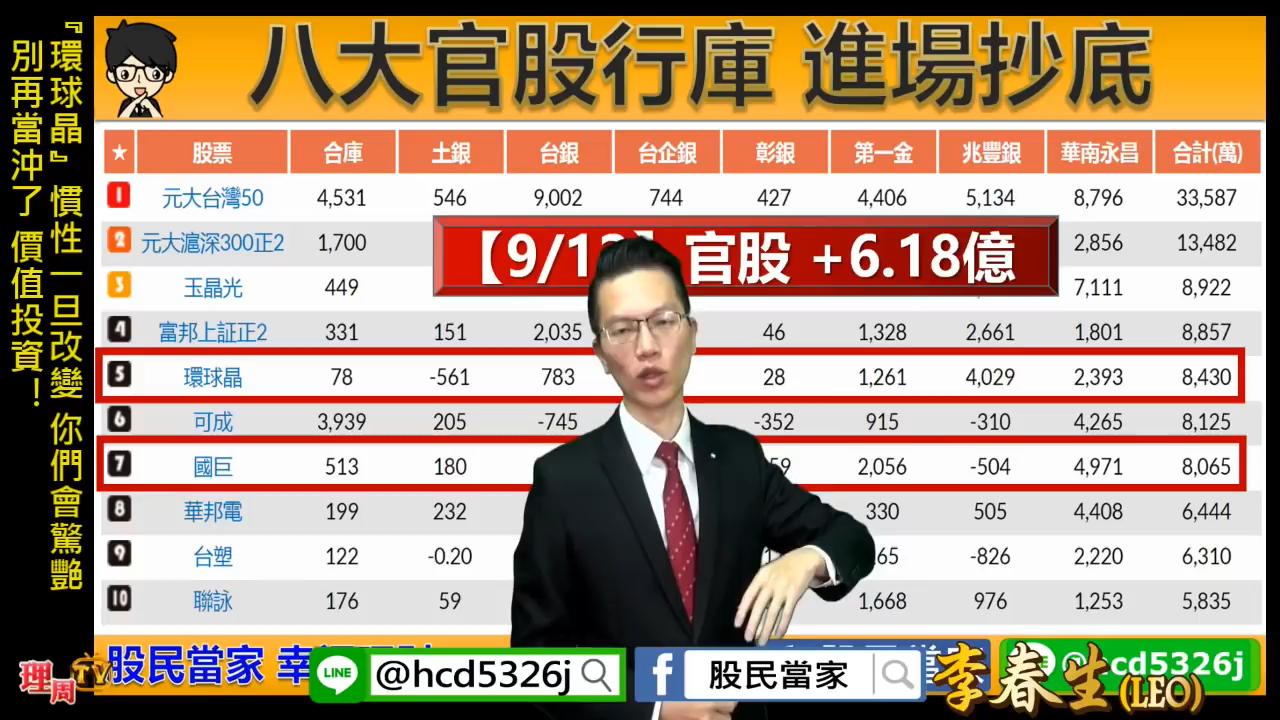 『環球晶』 慣性一旦改變 你們會驚艷
別再當沖了 價值投資！
八大官股行庫 進場抄底
★ 股票 合庫 土銀 台銀 台企銀 彰銀 第一金 兆豐銀 華南永昌 合計(萬)
1 元大台灣50 4,531 546 9,002 744 427 4,406 5,134 8,796 33,587
2 元大滬深300正2 1,700 2,856 13,482
【9/1 】官股 +6.18億
3 玉晶光 449 7,111 8,922
4 富邦上証正2 331 151 2,035 46 1,328 2,661 1,801 8,857
5 環球晶 78 -561 783 28 1,261 4,029 2,393 8,430
6 可成 3,939 205 -745 -352 915 -310 4,265 8,125
7 國巨 513 180 2,056 -504 4,971 8,065
8 華邦電 199 232 330 505 4,408 6,444
9 台塑 122 -0.20 -826 2,220 6,310
10 聯詠 176 59 1,668 976 1,253 5,835
股民當家
LINE @hcd5326j
f 股民當家
李春生(LEO)
cd5326j
理周TV